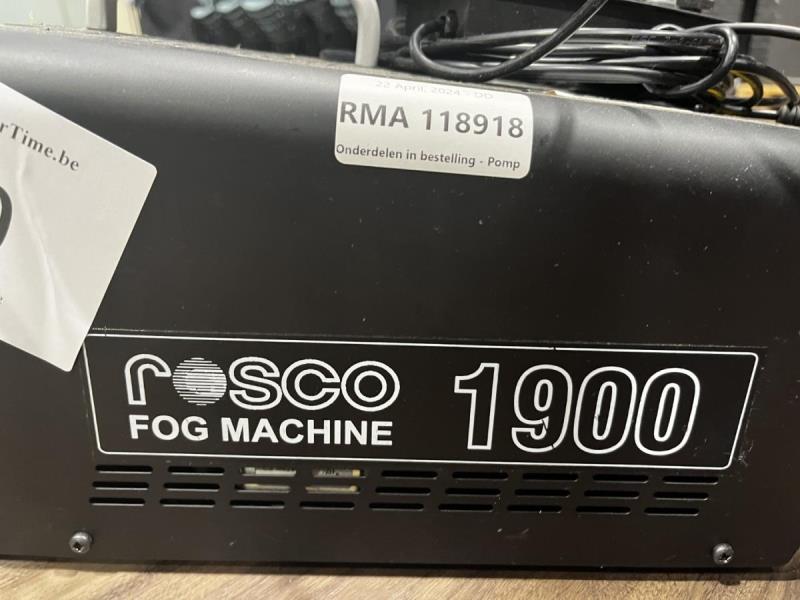 22 April, 2024 - DD
RMA 118918
Onderdelen in bestelling - Pomp
rTime.be
rosco
FOG MACHINE
1900